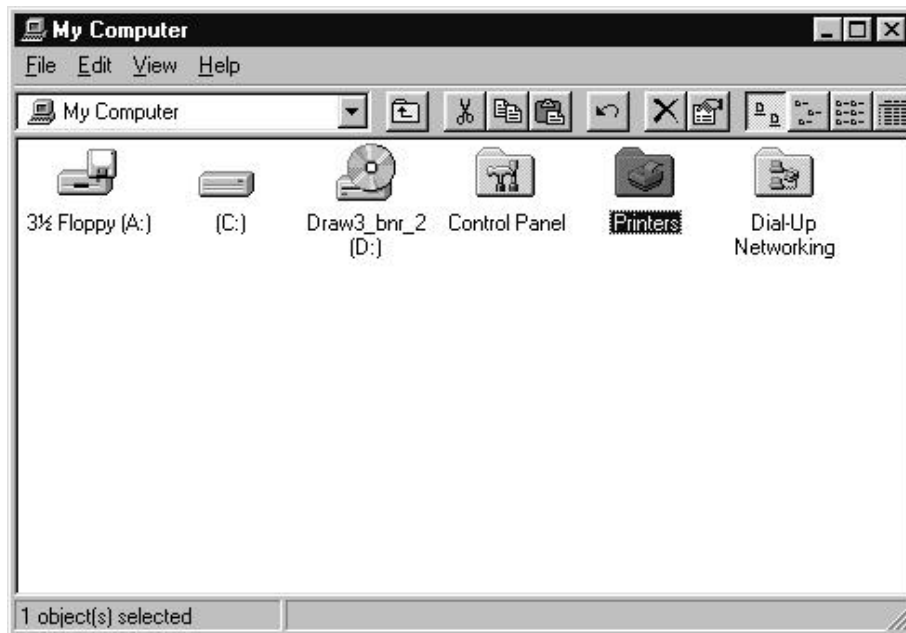 My Computer
File Edit View Help
My Computer
3½ Floppy (A:) (C:) Draw3_bnr_2 (D:) Control Panel Printers Dial-Up Networking
1 object(s) selected